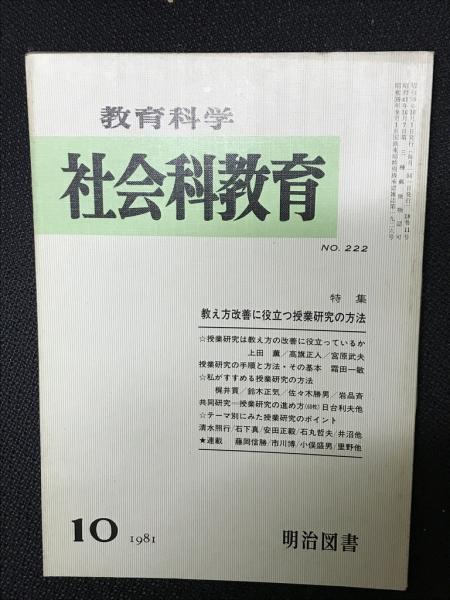 教育科学
社会科教育
NO. 222
特集
教え方改善に役立つ授業研究の方法
☆授業研究は教え方の改善に役立っているか
上田 薫/高旗正人/宮原武夫
授業研究の手順と方法・その基本 霜田一敏
☆私がすすめる授業研究の方法
梶井貢/鈴木正気/佐々木勝男/岩品斉
共同研究―授業研究の進め方(60枚)日台利夫他
☆テーマ別にみた授業研究のポイント
清水照行/石下真/安田正毅/石丸哲夫/井沼他
★連載 藤岡信勝/市川博/小俣盛男/里野他
10 1981
明治図書